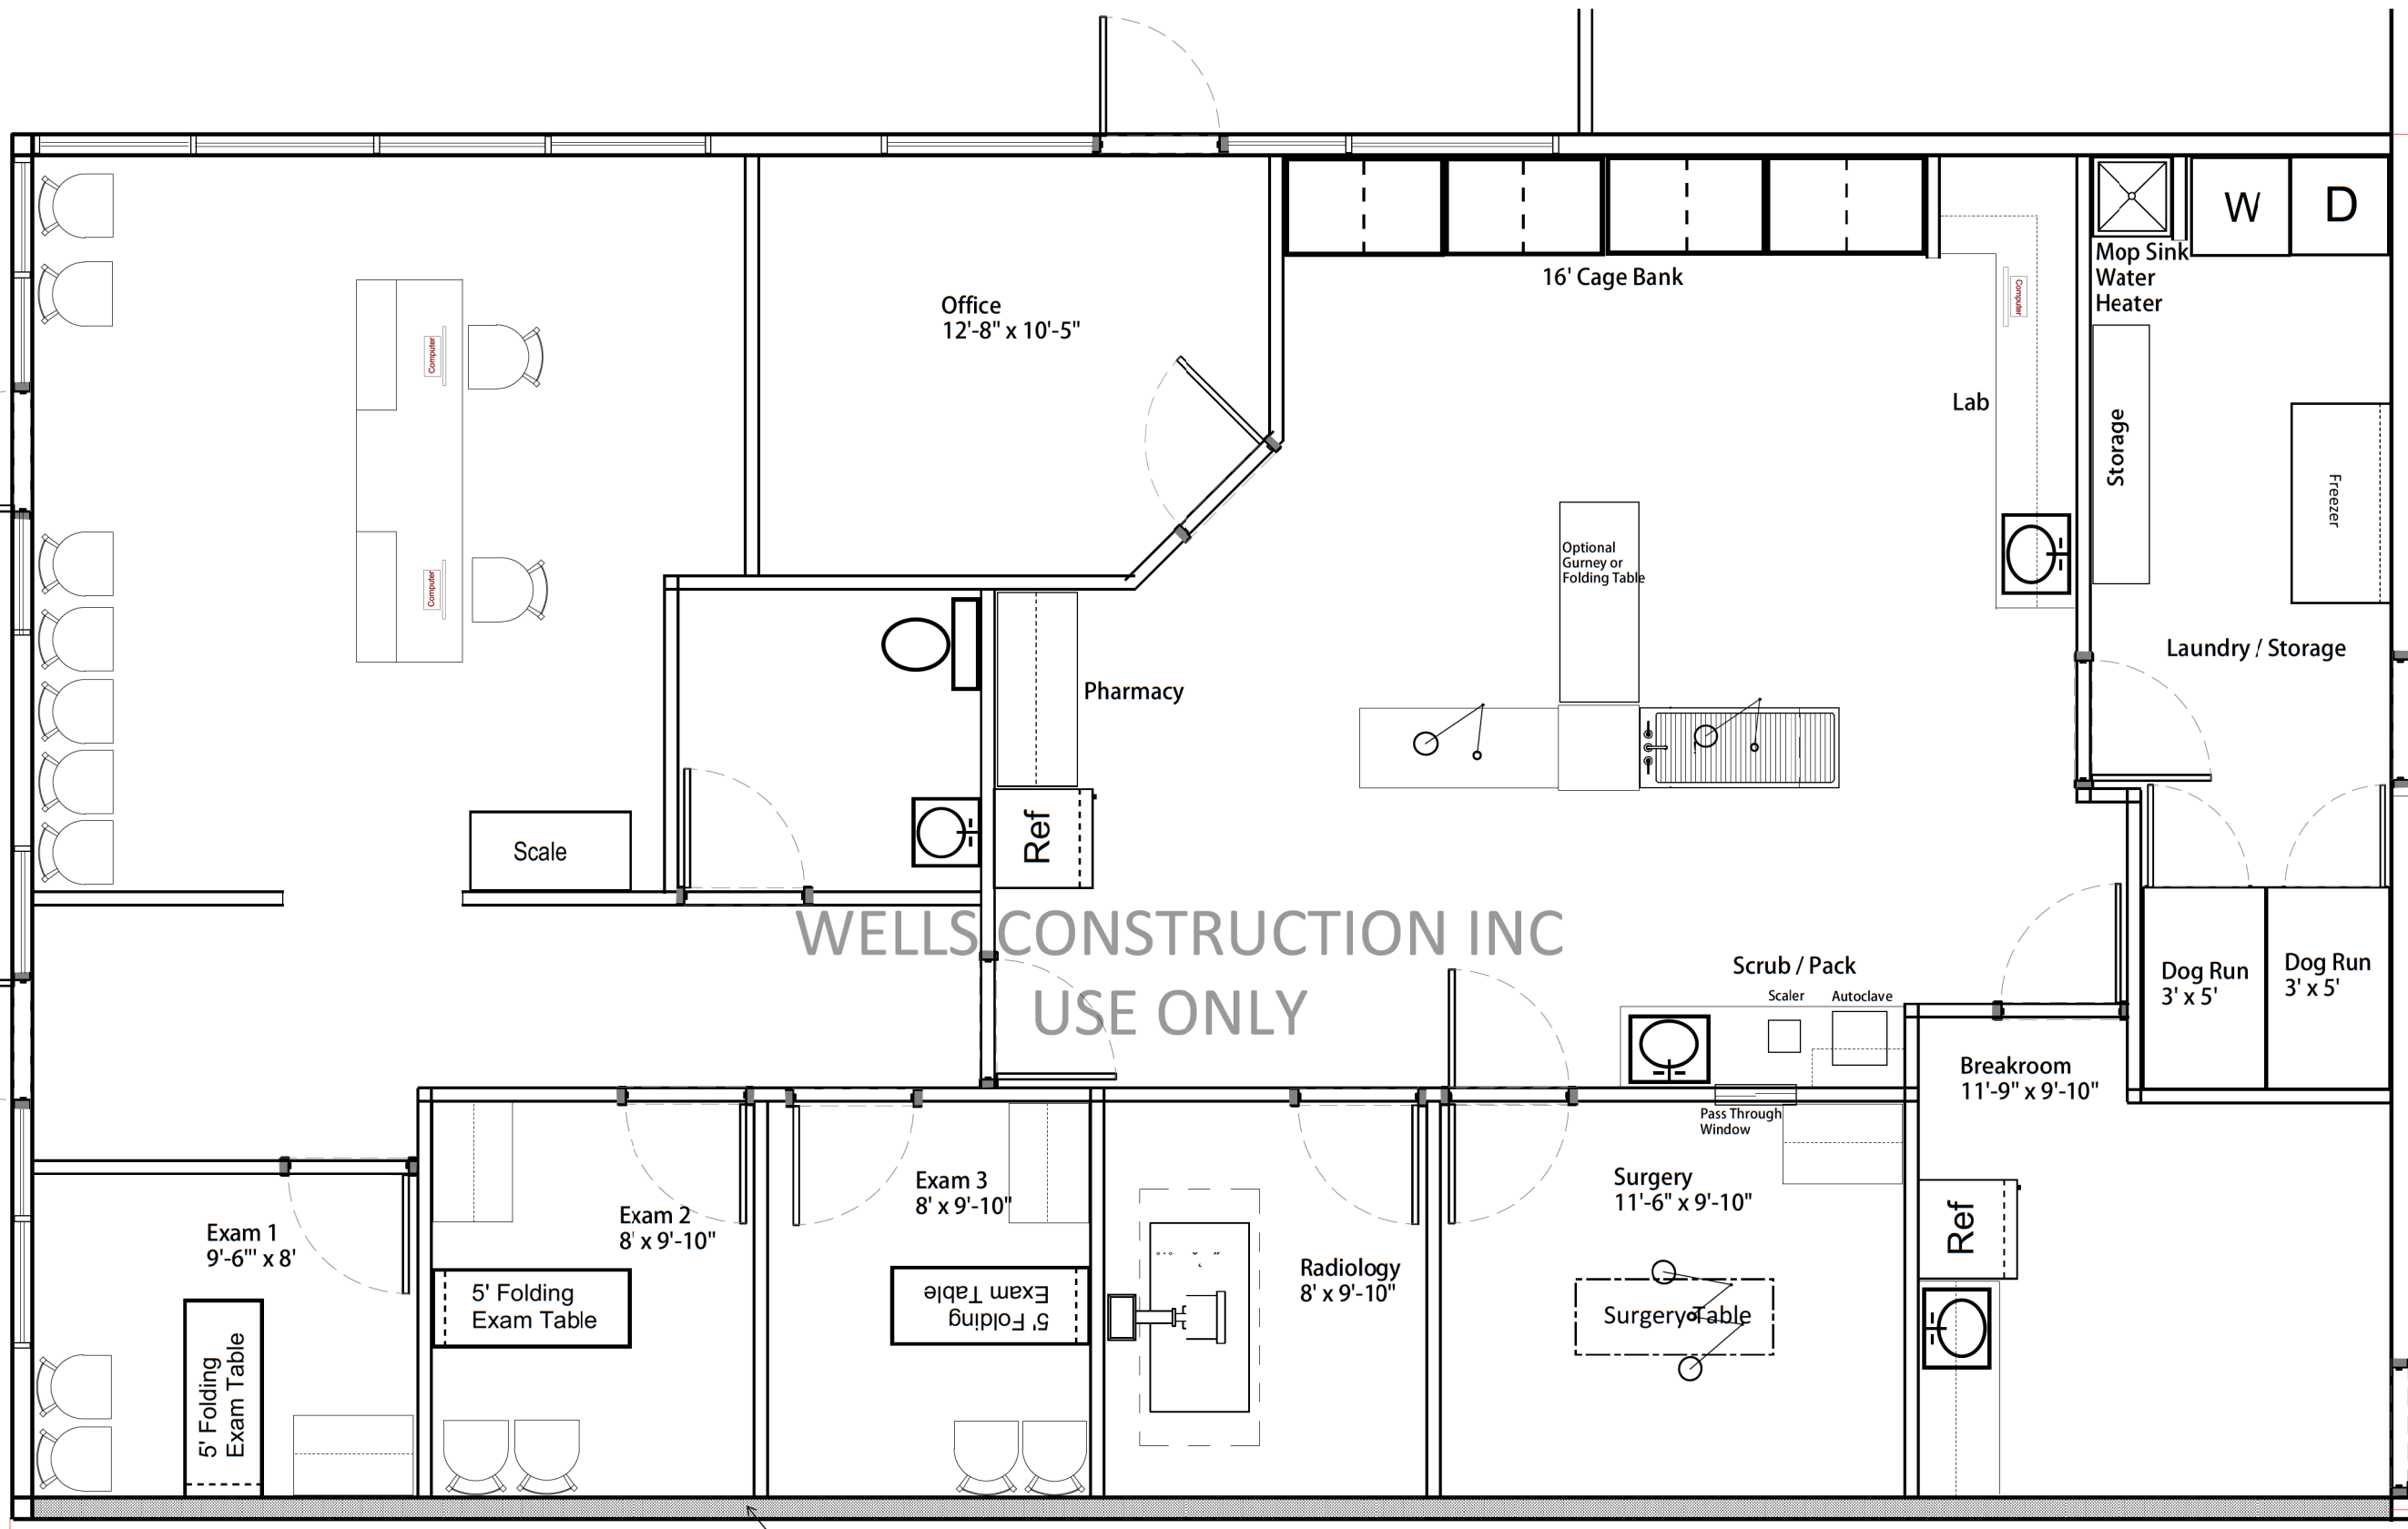 W
D
Mop Sink
Water
Heater
16' Cage Bank
Office
12'-8" x 10'-5"
Computer
Computer
Lab
Storage
Freezer
Optional
Gurney or
Folding Table
Computer
Laundry / Storage
Pharmacy
Ref
Scale
WELLS CONSTRUCTION INC
USE ONLY
Scrub / Pack
Scaler
Autoclave
Dog Run
3' x 5'
Dog Run
3' x 5'
Breakroom
11'-9" x 9'-10"
Pass Through
Window
Exam 1
9'-6"' x 8'
Exam 2
8' x 9'-10"
Exam 3
8' x 9'-10"
Radiology
8' x 9'-10"
Surgery
11'-6" x 9'-10"
Ref
5' Folding
Exam Table
5' Folding
Exam Table
5' Folding
Exam Table
Surgery Table